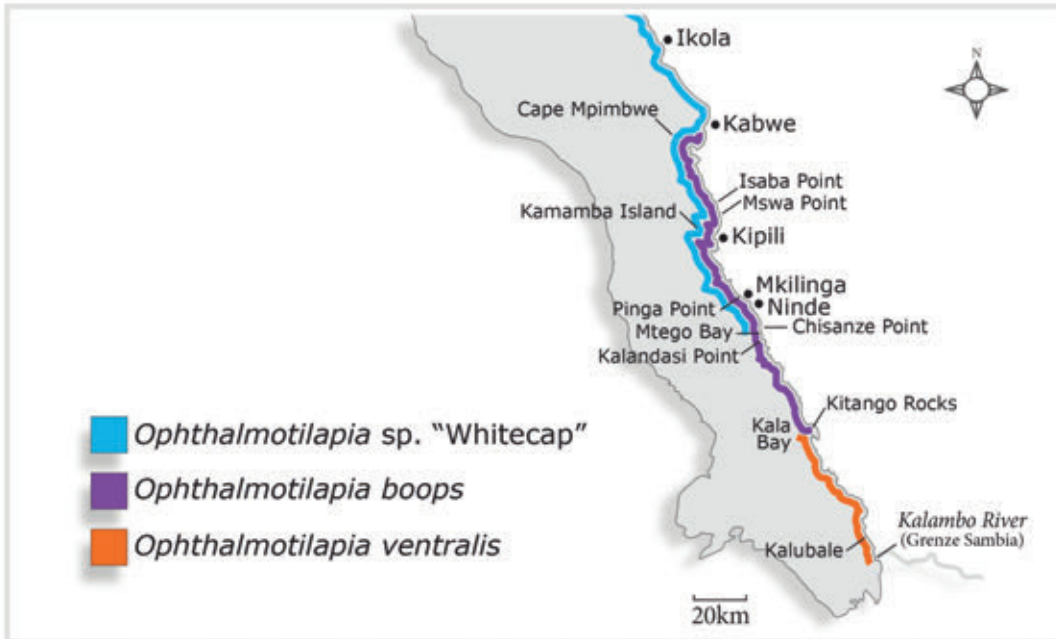 Ikola
N
Cape Mpimbwe
Kabwe
Isaba Point
Mswa Point
Kamamba Island
Kipili
Mkilinga
Pinga Point
Ninde
Mtego Bay
Chisanze Point
Kalandasi Point
Kitango Rocks
Kala
Bay
Ophthalmotilapia sp. “Whitecap”
Ophthalmotilapia boops
Ophthalmotilapia ventralis
Kalambo River
(Grenze Sambia)
Kalubale
20km